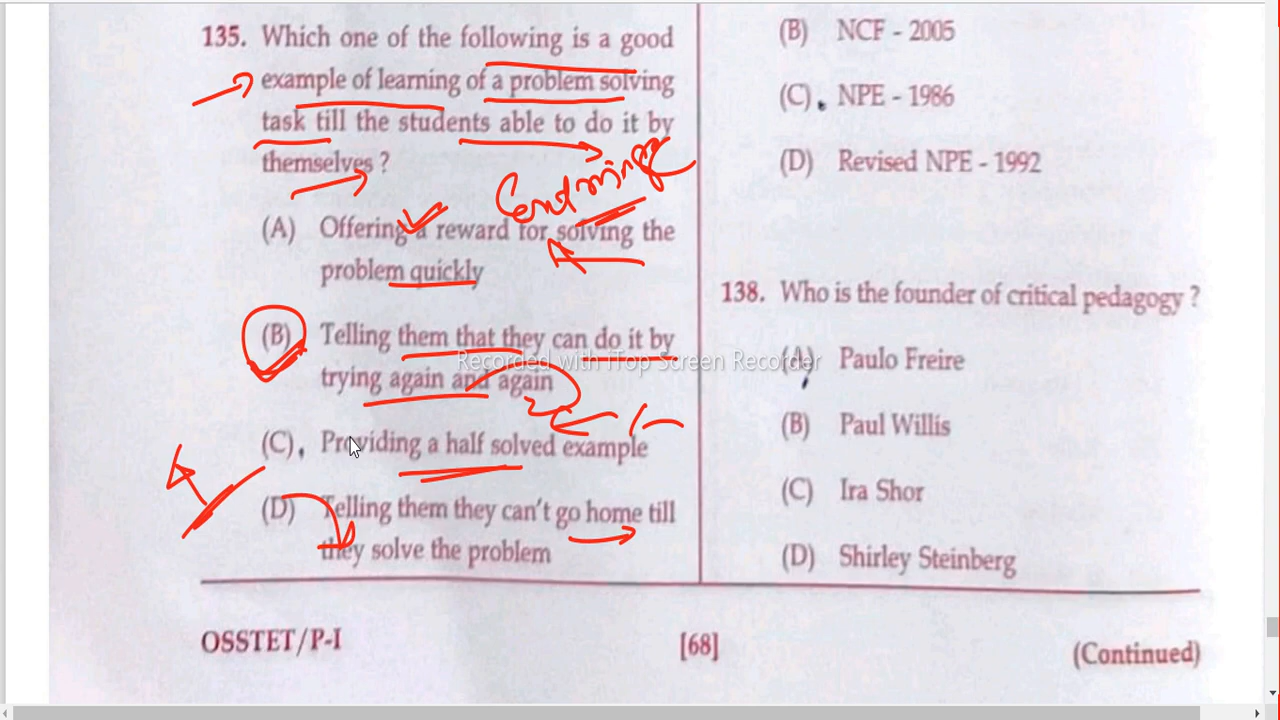 135. Which one of the following is a good
example of learning of a problem solving
task till the students able to do it by
themselves ?
(A) Offering a reward for solving the
problem quickly
(B) Telling them that they can do it by
trying again and again
(C) Providing a half solved example
(D) Telling them they can't go home till
they solve the problem
(B) NCF - 2005
(C) NPE - 1986
(D) Revised NPE - 1992
138. Who is the founder of critical pedagogy ?
(A) Paulo Freire
(B) Paul Willis
(C) Ira Shor
(D) Shirley Steinberg
Recorded with iTop Screen Recorder
OSSTET/P-I
[68]
(Continued)